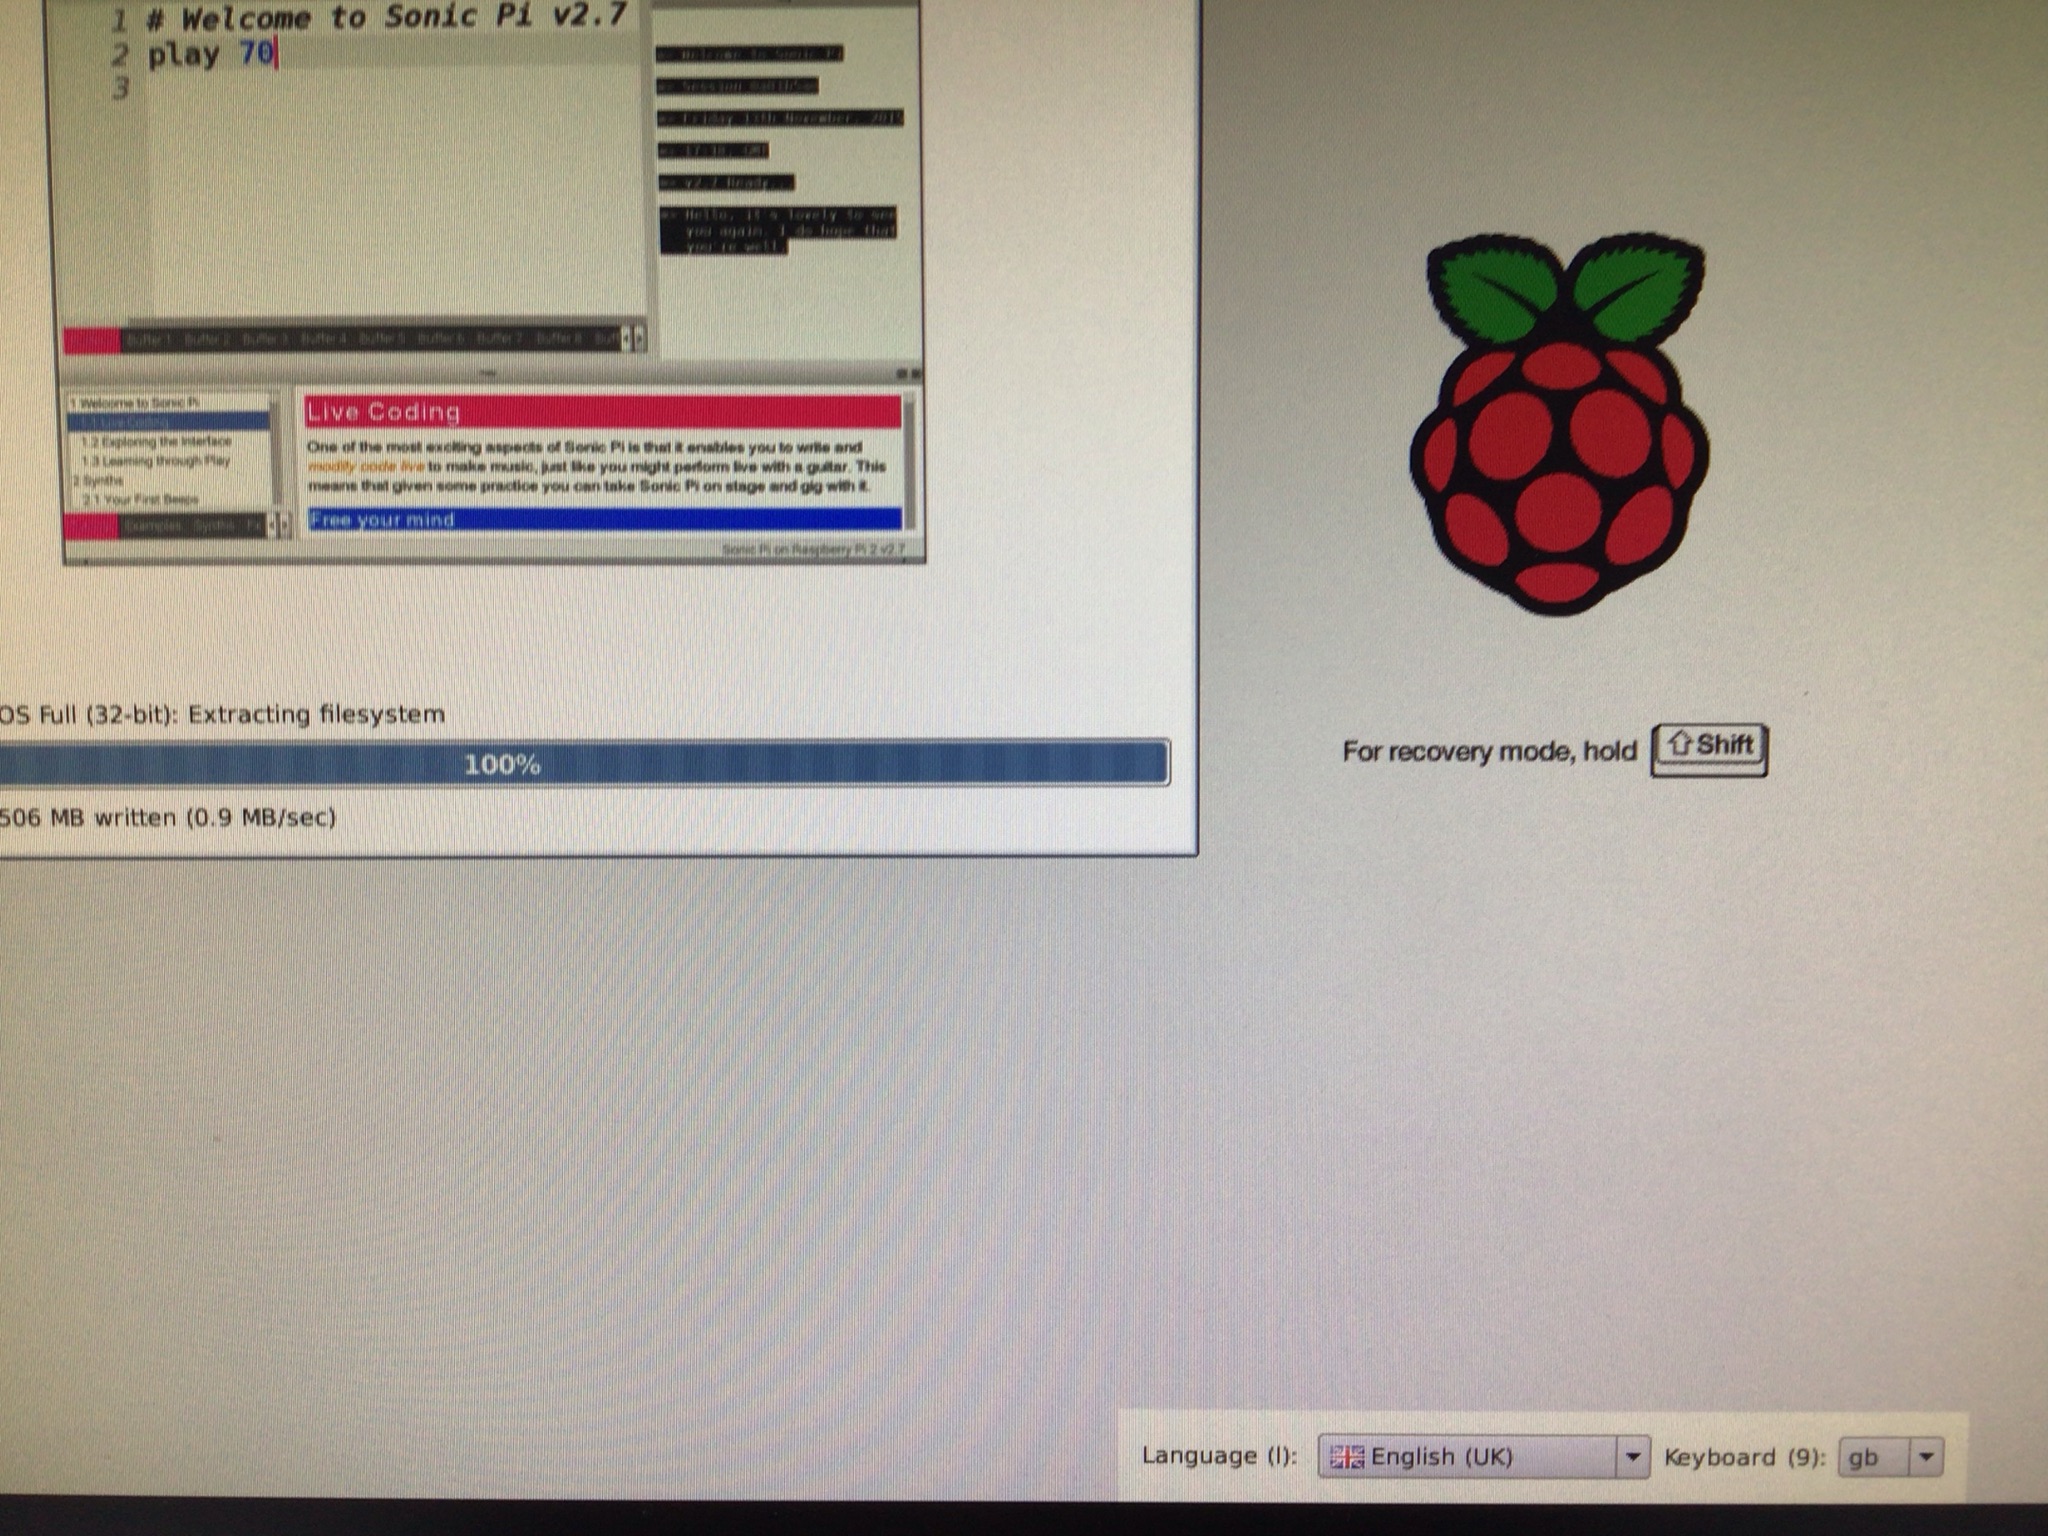 1 # Welcome to Sonic Pi v2.7
2 play 70
3
=> Welcome to Sonic Pi
=> Friday 13th November,
=> v2.7 Ready
=> Hello, it's lovely to see
you again. I do hope that
you're well.
Buffer 1 Buffer 2 Buffer 3 Buffer 4 Buffer 5 Buffer 6 Buffer 7 Buffer 8
1 Welcome to Sonic Pi
1.1 Live Coding
1.2 Exploring the Interface
1.3 Learning through Play
2 Synths
2.1 Your First Beeps
Examples Synths
Live Coding
One of the most exciting aspects of Sonic Pi is that it enables you to write and
modify code live to make music, just like you might perform live with a guitar. This
means that given some practice you can take Sonic Pi on stage and gig with it.
Free your mind
Sonic Pi on Raspberry Pi 2 v2.7
OS Full (32-bit): Extracting filesystem
100%
506 MB written (0.9 MB/sec)
For recovery mode, hold Shift
Language (l): English (UK) Keyboard (9): gb